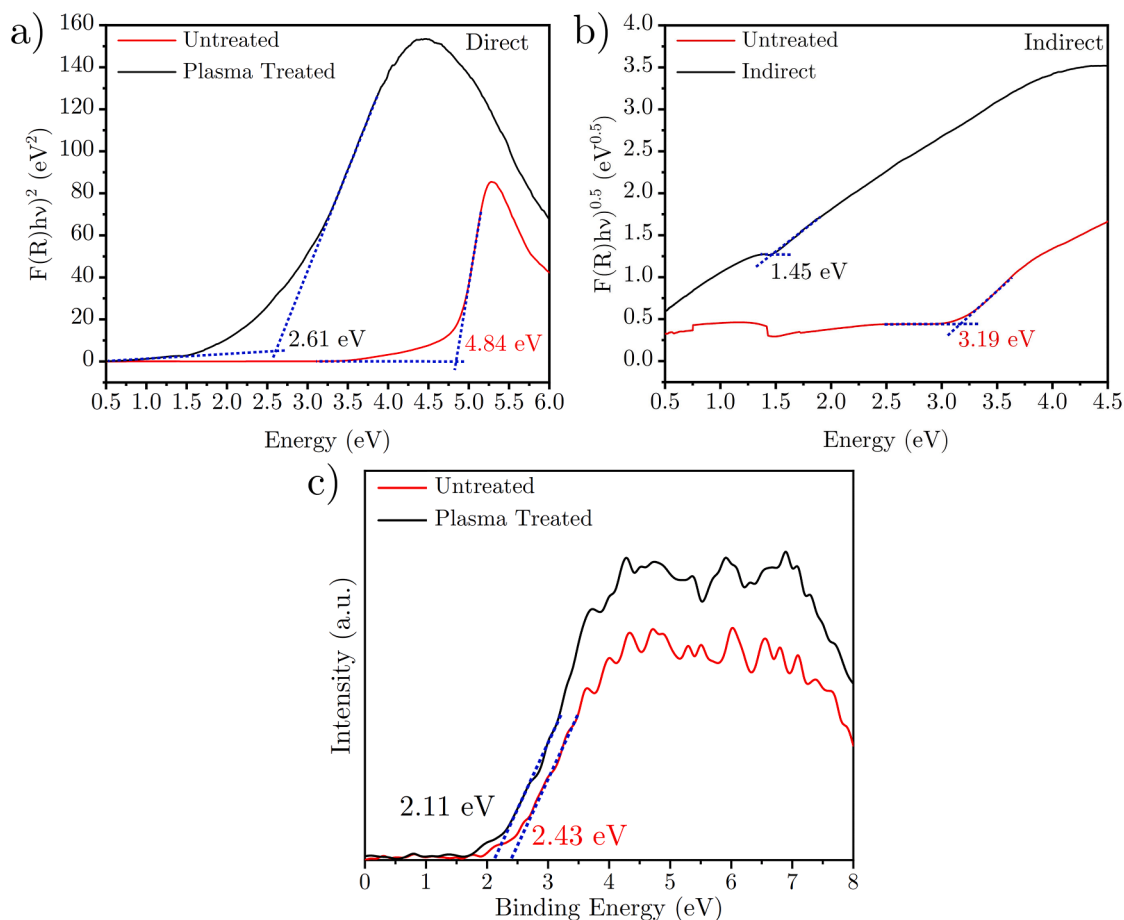 a)
Untreated
Plasma Treated
Direct
F(R)hν)² (eV²)
160
140
120
100
80
60
40
20
0
2.61 eV
4.84 eV
0.5 1.0 1.5 2.0 2.5 3.0 3.5 4.0 4.5 5.0 5.5 6.0
Energy (eV)
b)
Untreated
Indirect
Indirect
F(R)hν)⁰·⁵ (eV⁰·⁵)
4.0
3.5
3.0
2.5
2.0
1.5
1.0
0.5
0.0
1.45 eV
3.19 eV
0.5 1.0 1.5 2.0 2.5 3.0 3.5 4.0 4.5
Energy (eV)
c)
Untreated
Plasma Treated
Intensity (a.u.)
2.11 eV
2.43 eV
0 1 2 3 4 5 6 7 8
Binding Energy (eV)